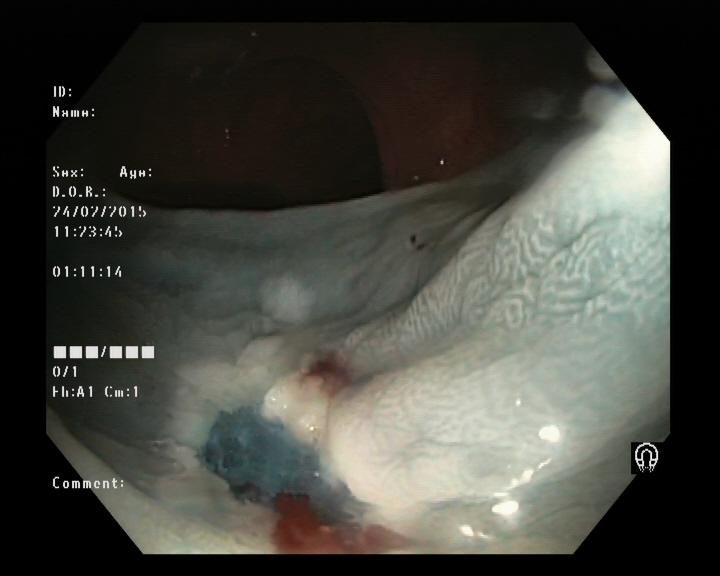 ID:
Name:
Sex: Age:
D.O.B.:
24/02/2015
11:23:45
01:11:14
■■■/■■■
0/1
Eh:A1 Cm:1
Comment: